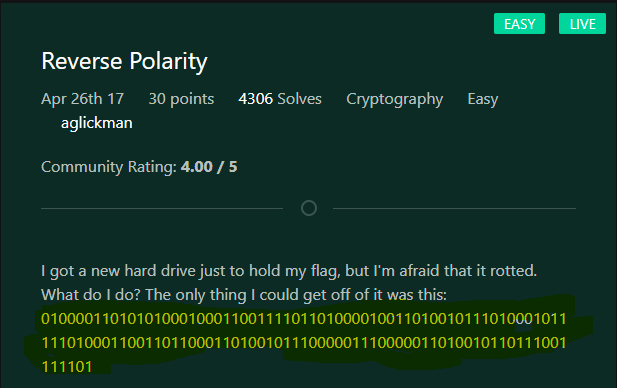 EASY LIVE
Reverse Polarity
Apr 26th 17 30 points 4306 Solves Cryptography Easy
aglickman
Community Rating: 4.00 / 5
I got a new hard drive just to hold my flag, but I'm afraid that it rotted.
What do I do? The only thing I could get off of it was this:
0100001101010100010001100111101101000010011010010111010001011
1110100011001101100011010010111000001110000011010010110111001
111101